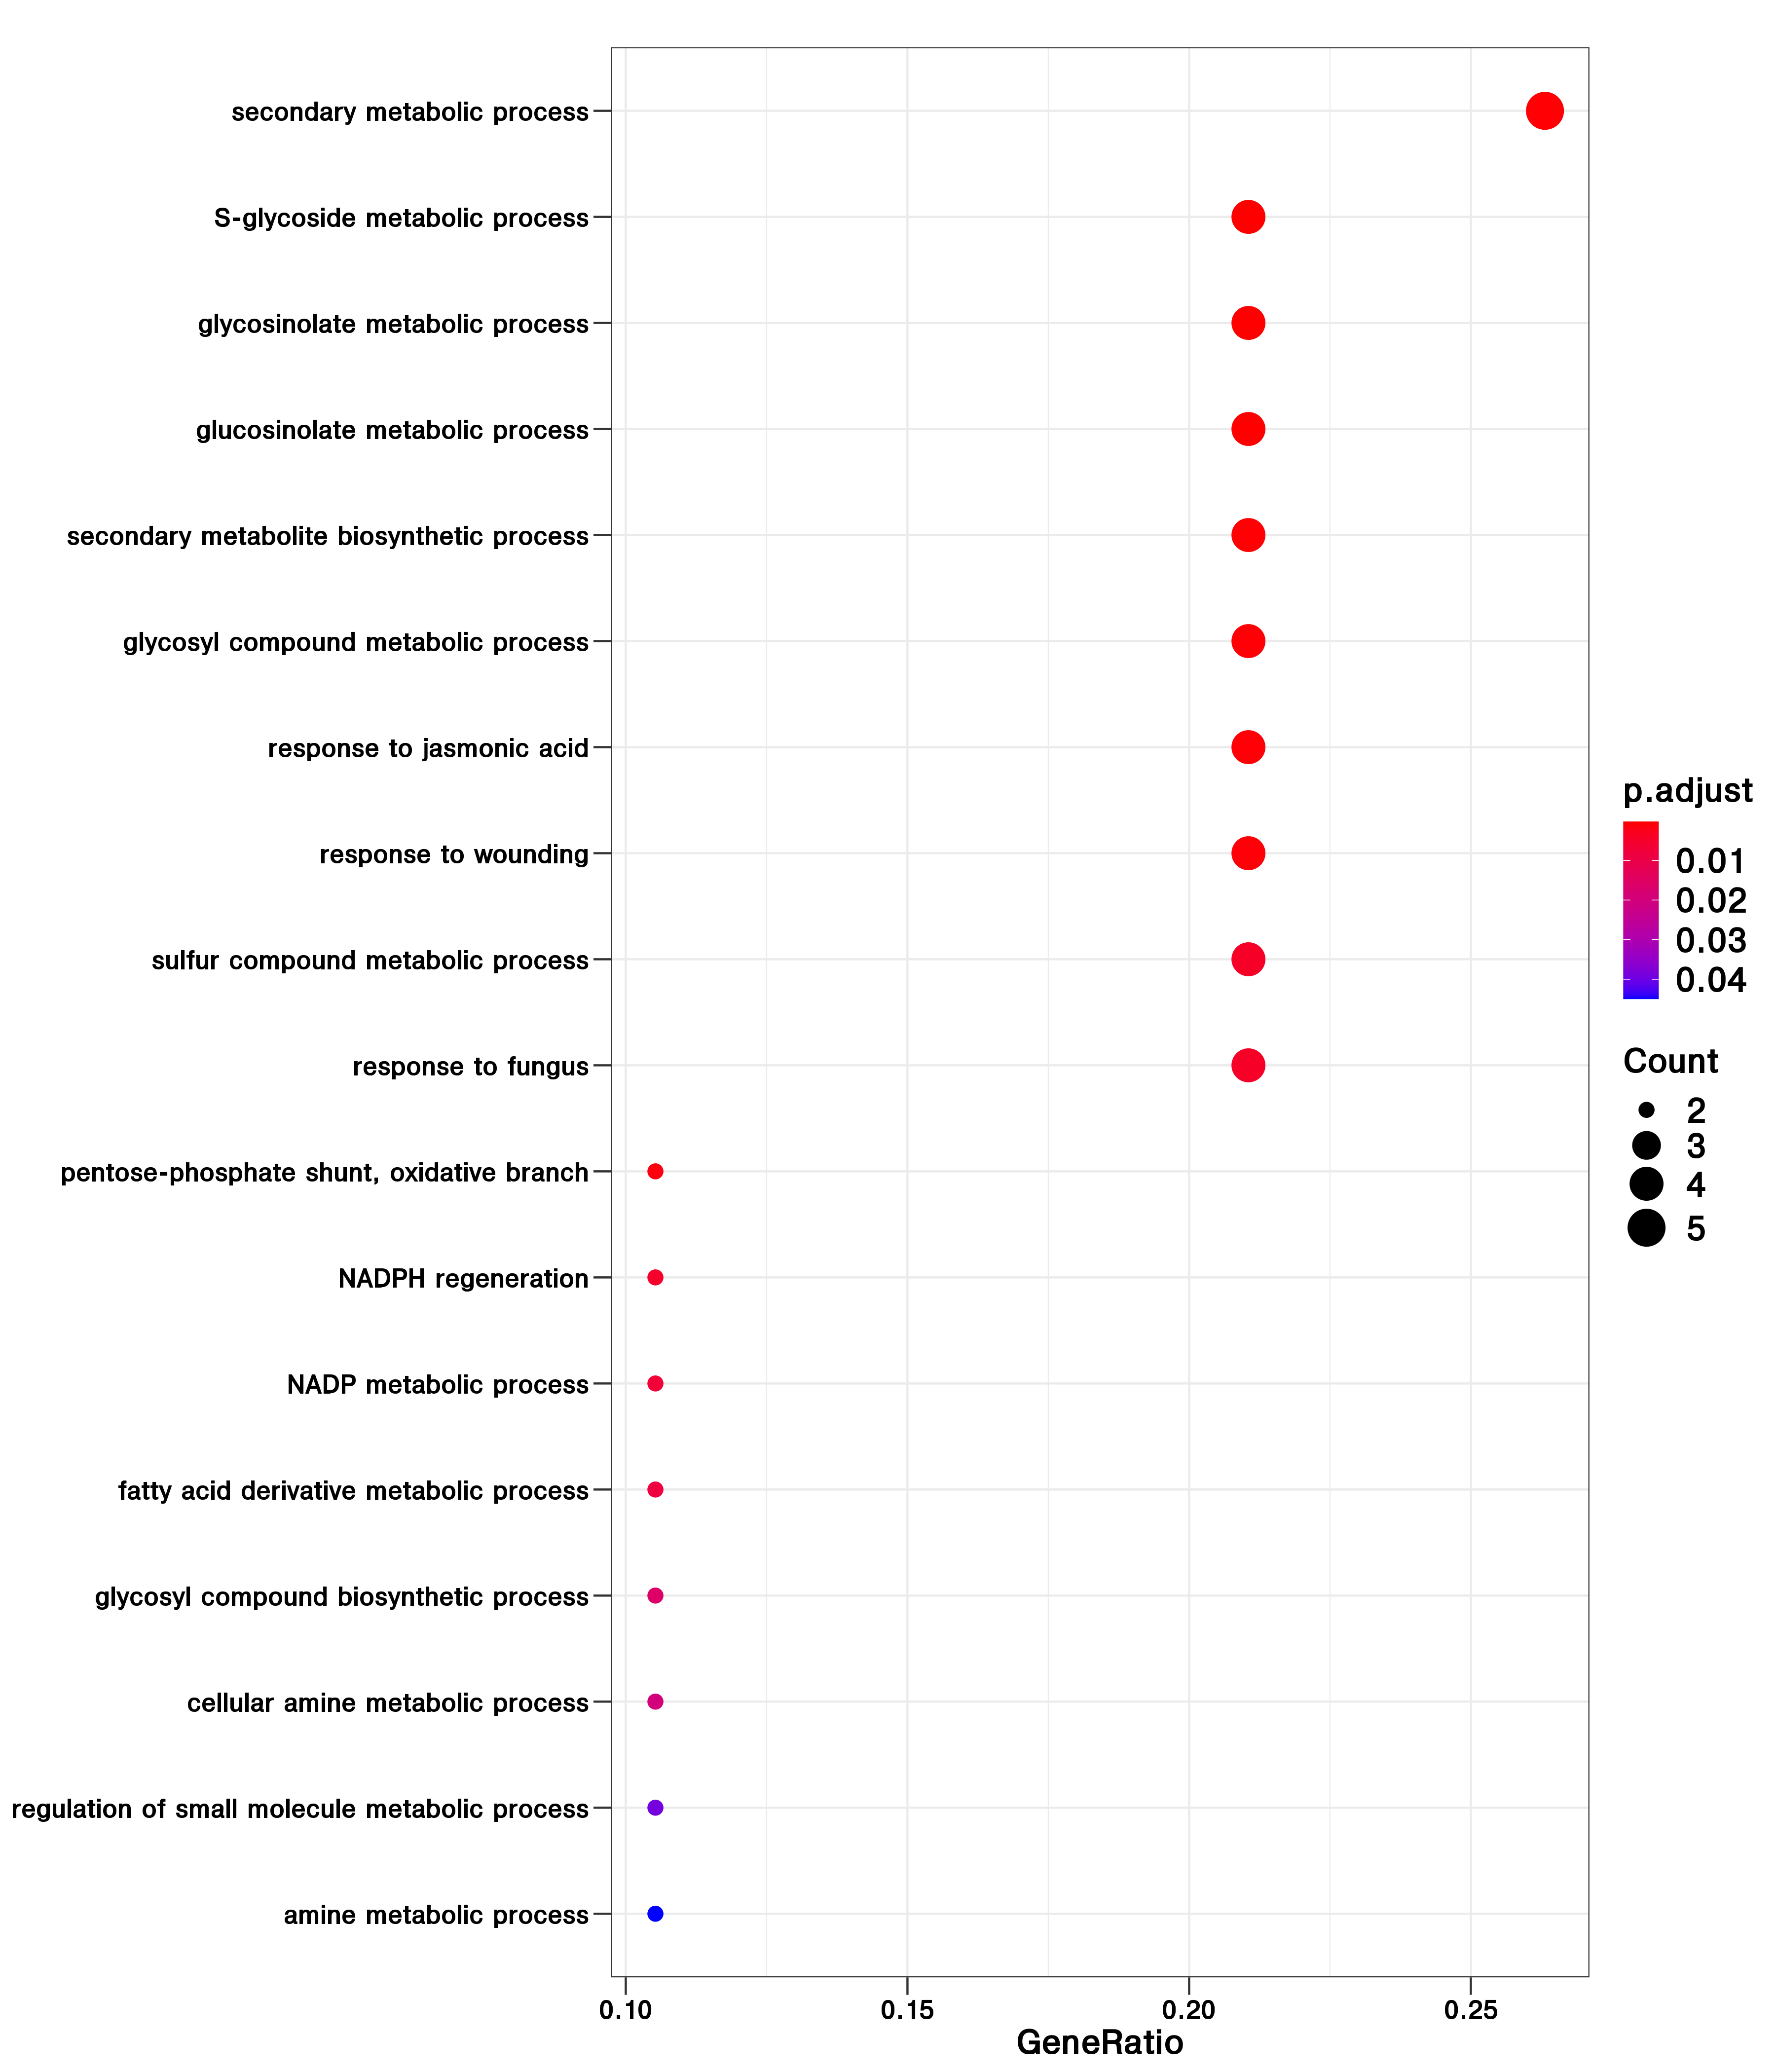 secondary metabolic process
S-glycoside metabolic process
glycosinolate metabolic process
glucosinolate metabolic process
secondary metabolite biosynthetic process
glycosyl compound metabolic process
response to jasmonic acid
response to wounding
sulfur compound metabolic process
response to fungus
pentose-phosphate shunt, oxidative branch
NADPH regeneration
NADP metabolic process
fatty acid derivative metabolic process
glycosyl compound biosynthetic process
cellular amine metabolic process
regulation of small molecule metabolic process
amine metabolic process
0.10 0.15 0.20 0.25
GeneRatio
p.adjust
0.01
0.02
0.03
0.04
Count
2
3
4
5